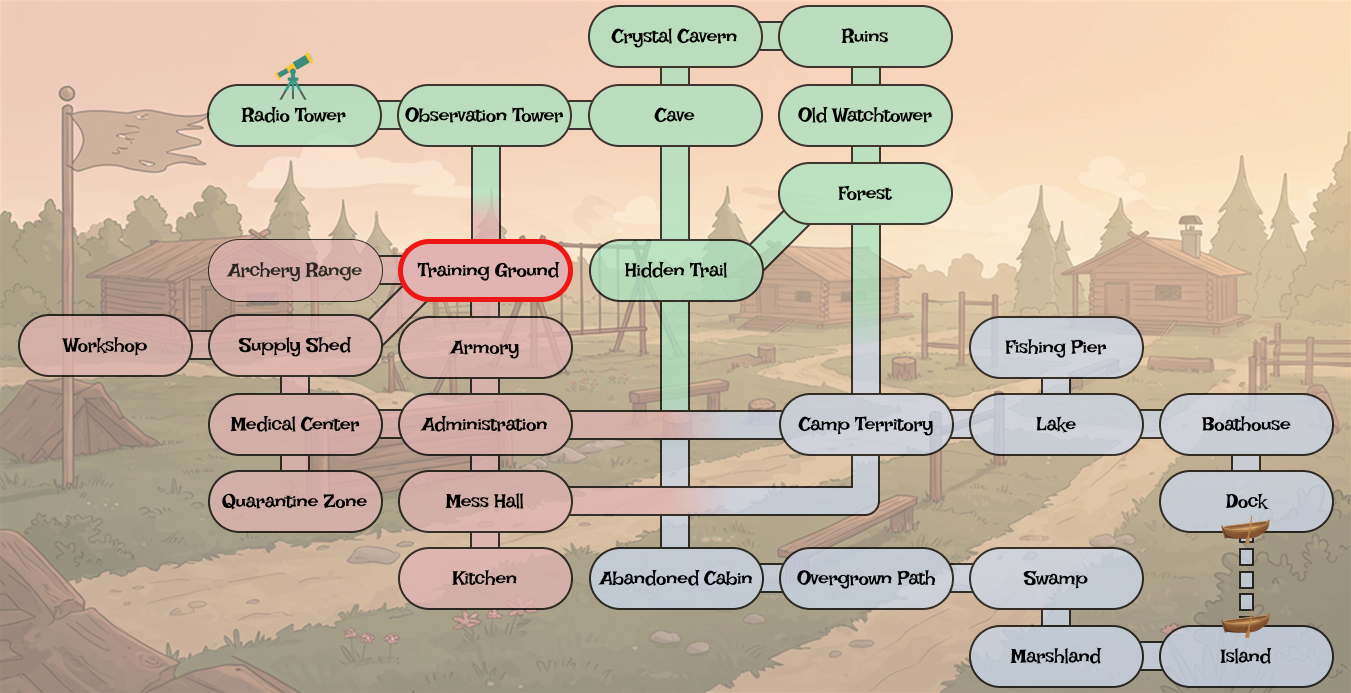 Crystal Cavern
Ruins
Radio Tower
Observation Tower
Cave
Old Watchtower
Forest
Archery Range
Training Ground
Hidden Trail
Workshop
Supply Shed
Armory
Fishing Pier
Medical Center
Administration
Camp Territory
Lake
Boathouse
Quarantine Zone
Mess Hall
Dock
Kitchen
Abandoned Cabin
Overgrown Path
Swamp
Marshland
Island